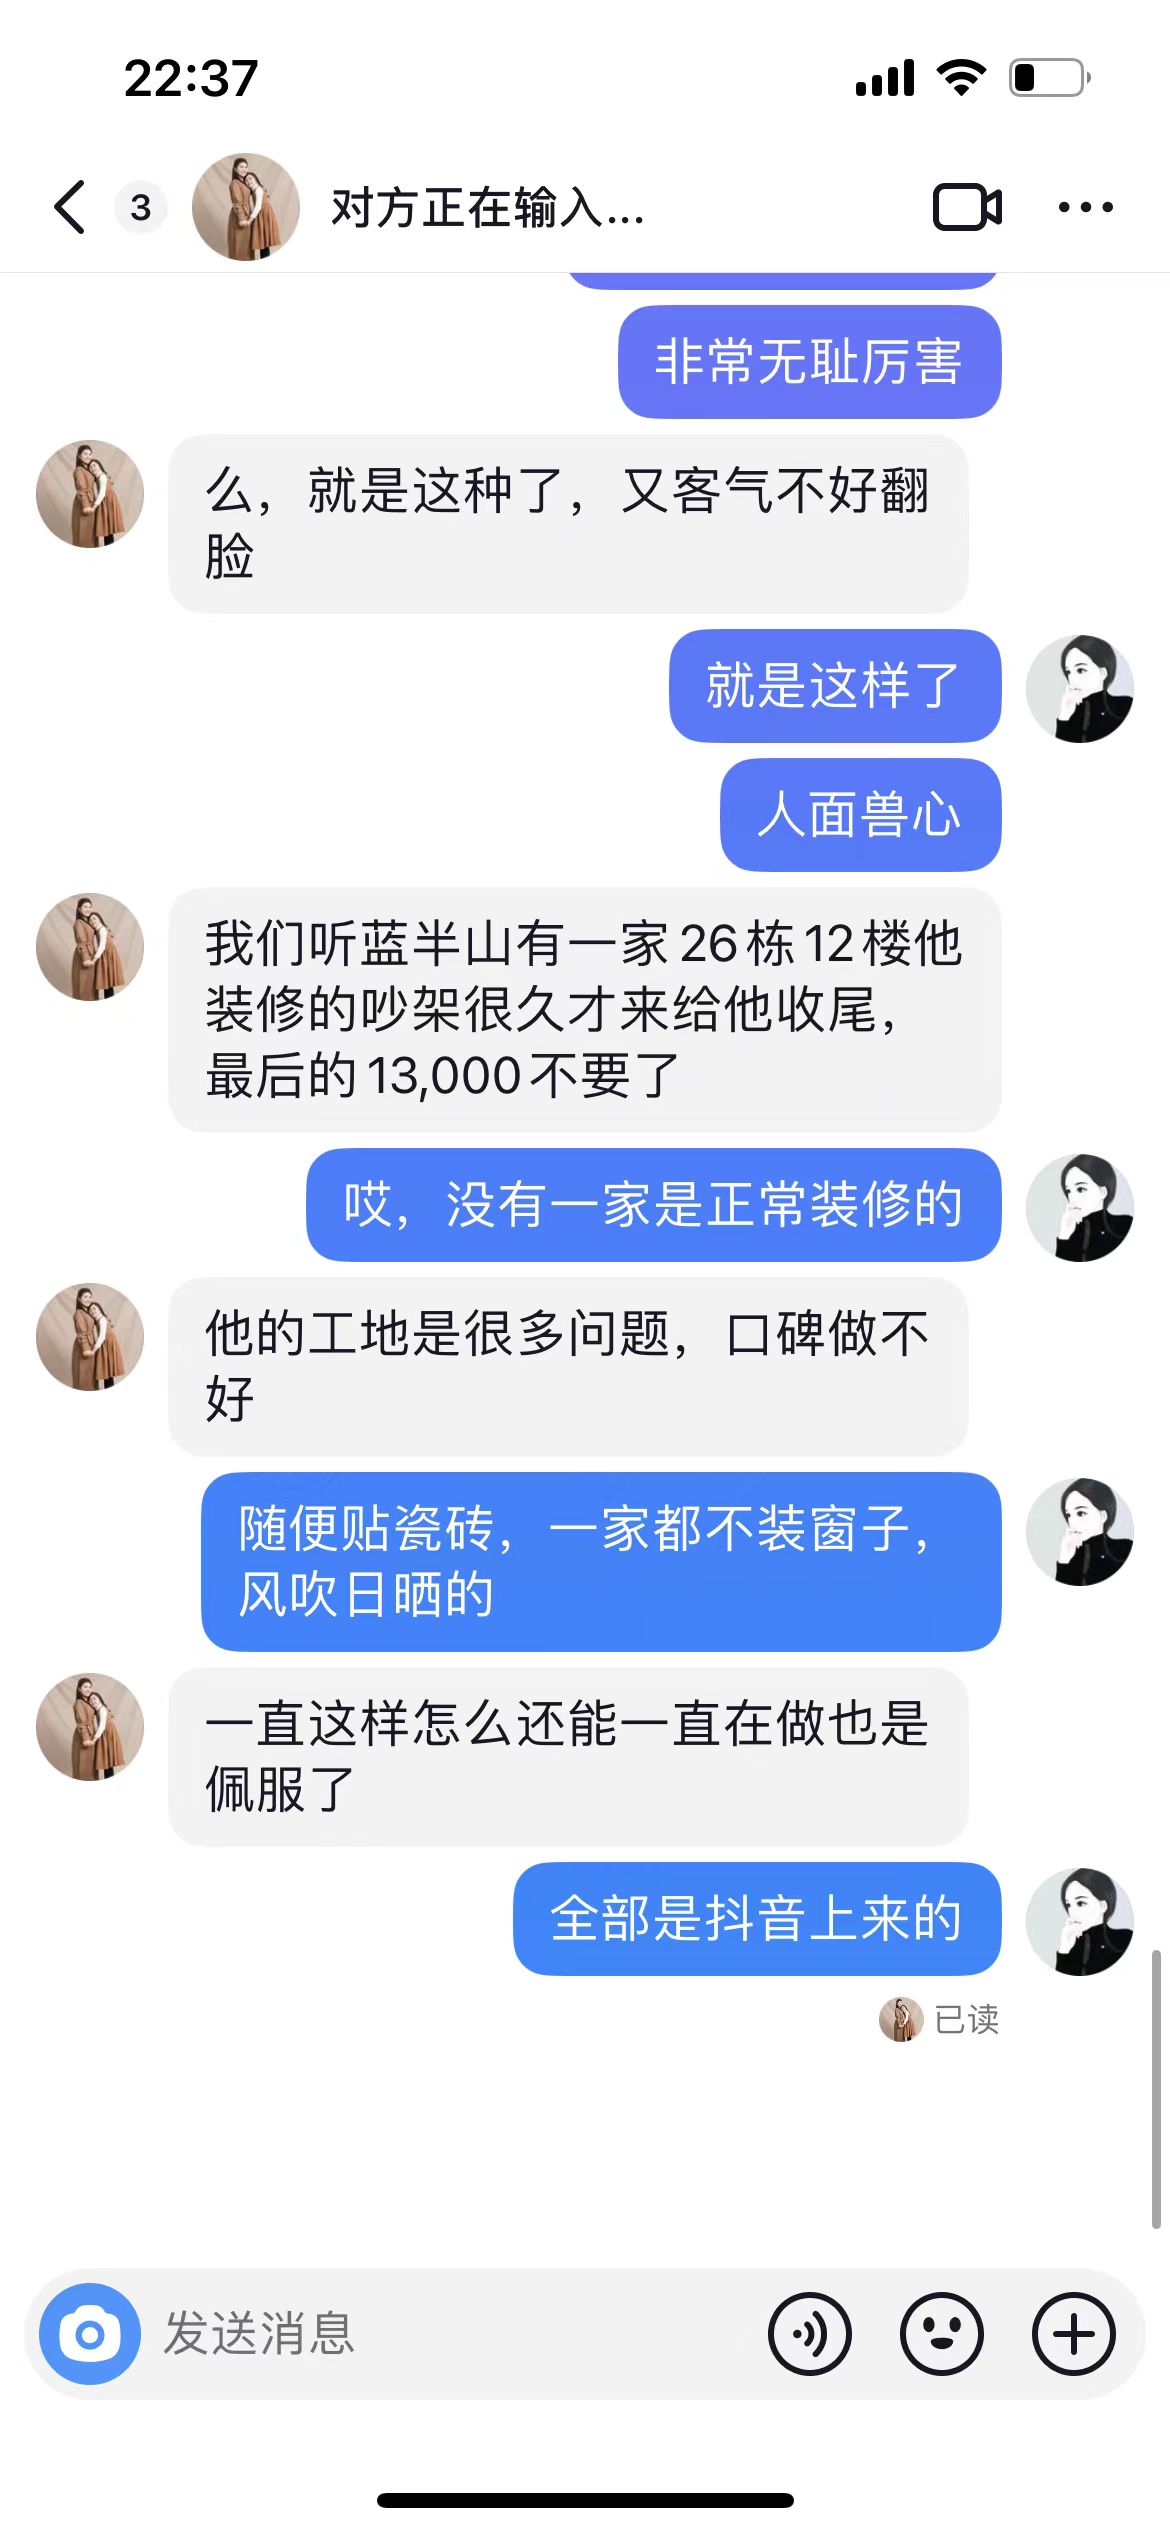 22:37
3
对方正在输入...
非常无耻厉害
么，就是这种了，又客气不好翻
脸
就是这样了
人面兽心
我们听蓝半山有一家26栋12楼他
装修的吵架很久才来给他收尾，
最后的13,000不要了
哎，没有一家是正常装修的
他的工地是很多问题，口碑做不
好
随便贴瓷砖，一家都不装窗子，
风吹日晒的
一直这样怎么还能一直在做也是
佩服了
全部是抖音上来的
已读
发送消息